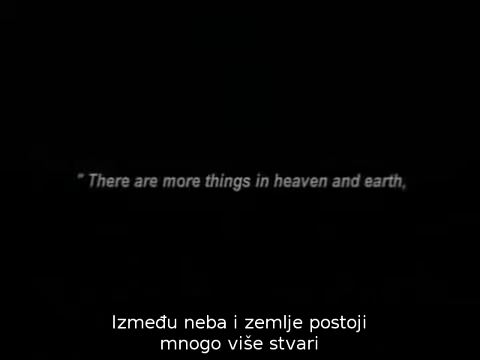 " There are more things in heaven and earth,
Između neba i zemlje postoji
mnogo više stvari